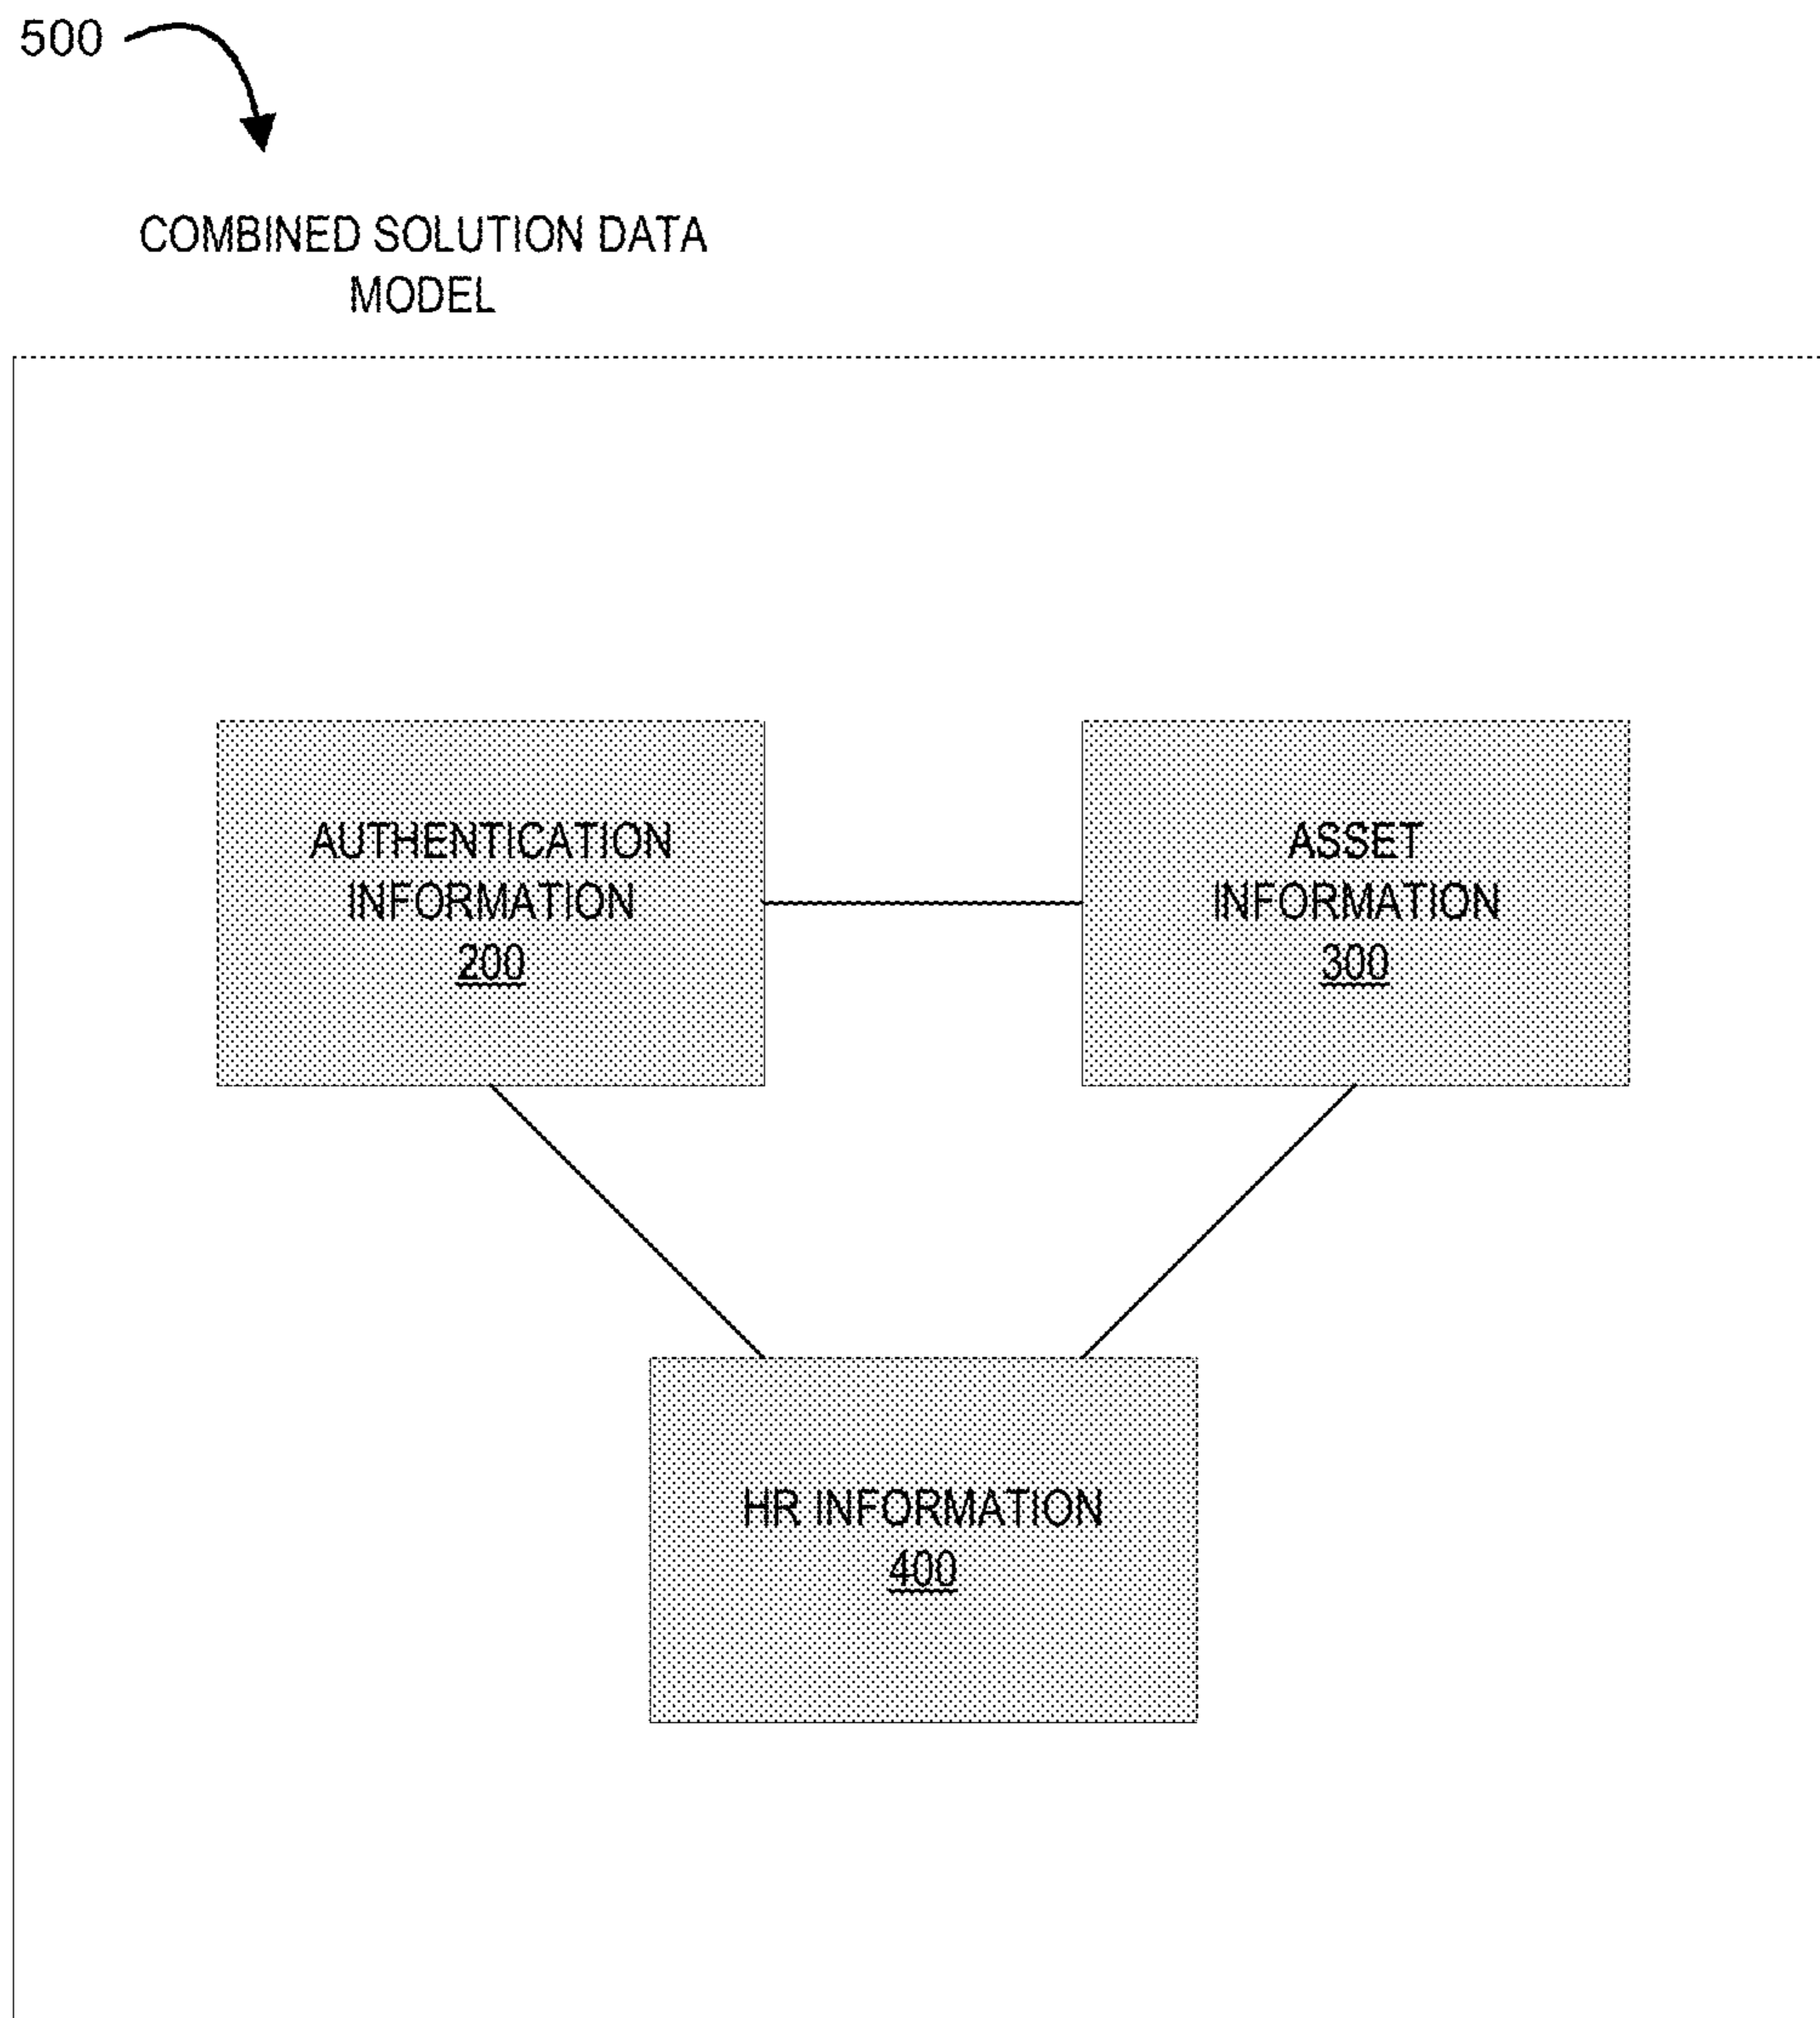 500
COMBINED SOLUTION DATA
MODEL
AUTHENTICATION
INFORMATION
200
ASSET
INFORMATION
300
HR INFORMATION
400